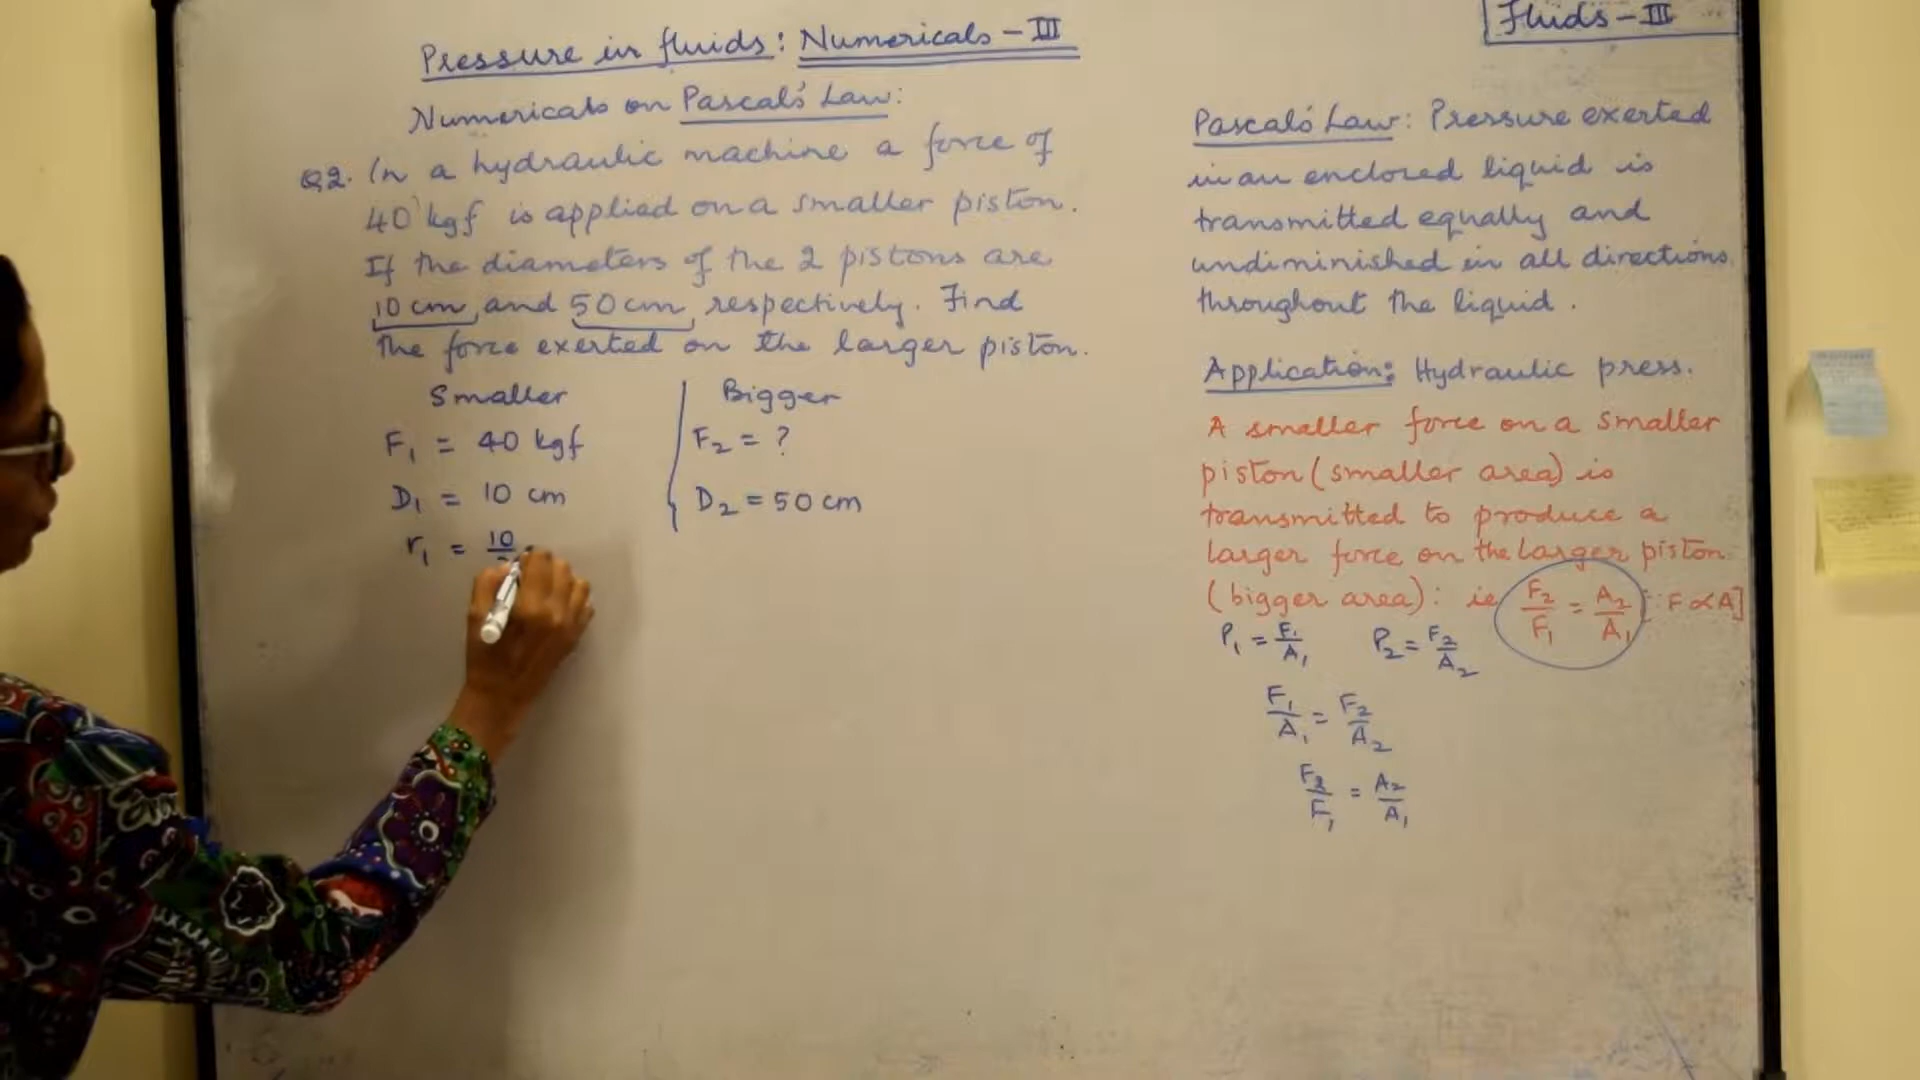 Pressure in fluids: Numericals - III
Numericals on Pascal's Law:
Q2. In a hydraulic machine a force of
40 kgf is applied on a smaller piston.
If the diameters of the 2 pistons are
10 cm and 50 cm respectively. Find
the force exerted on the larger piston.
Smaller
F₁ = 40 kgf
D₁ = 10 cm
r₁ = 10
Bigger
F₂ = ?
D₂ = 50 cm
Fluids - III
Pascal's Law: Pressure exerted
in an enclosed liquid is
transmitted equally and
undiminished in all directions
throughout the liquid.
Application: Hydraulic press.
A smaller force on a smaller
piston (smaller area) is
transmitted to produce a
larger force on the larger piston
(bigger area): ie F₂/F₁ = A₂/A₁ [∵ F ∝ A]
P₁ = F₁/A₁ P₂ = F₂/A₂
F₁/A₁ = F₂/A₂
F₂/F₁ = A₂/A₁